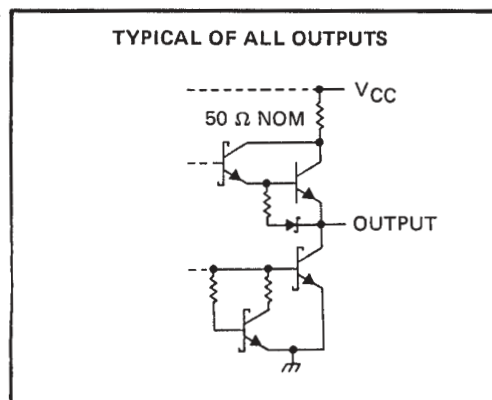 TYPICAL OF ALL OUTPUTS
VCC
50 Ω NOM
OUTPUT